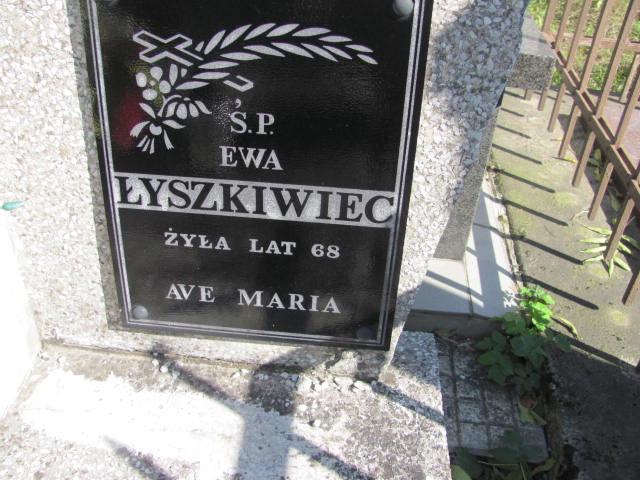 Ś.P.
EWA
ŁYSZKIWIEC
ŻYŁA LAT 68
AVE MARIA